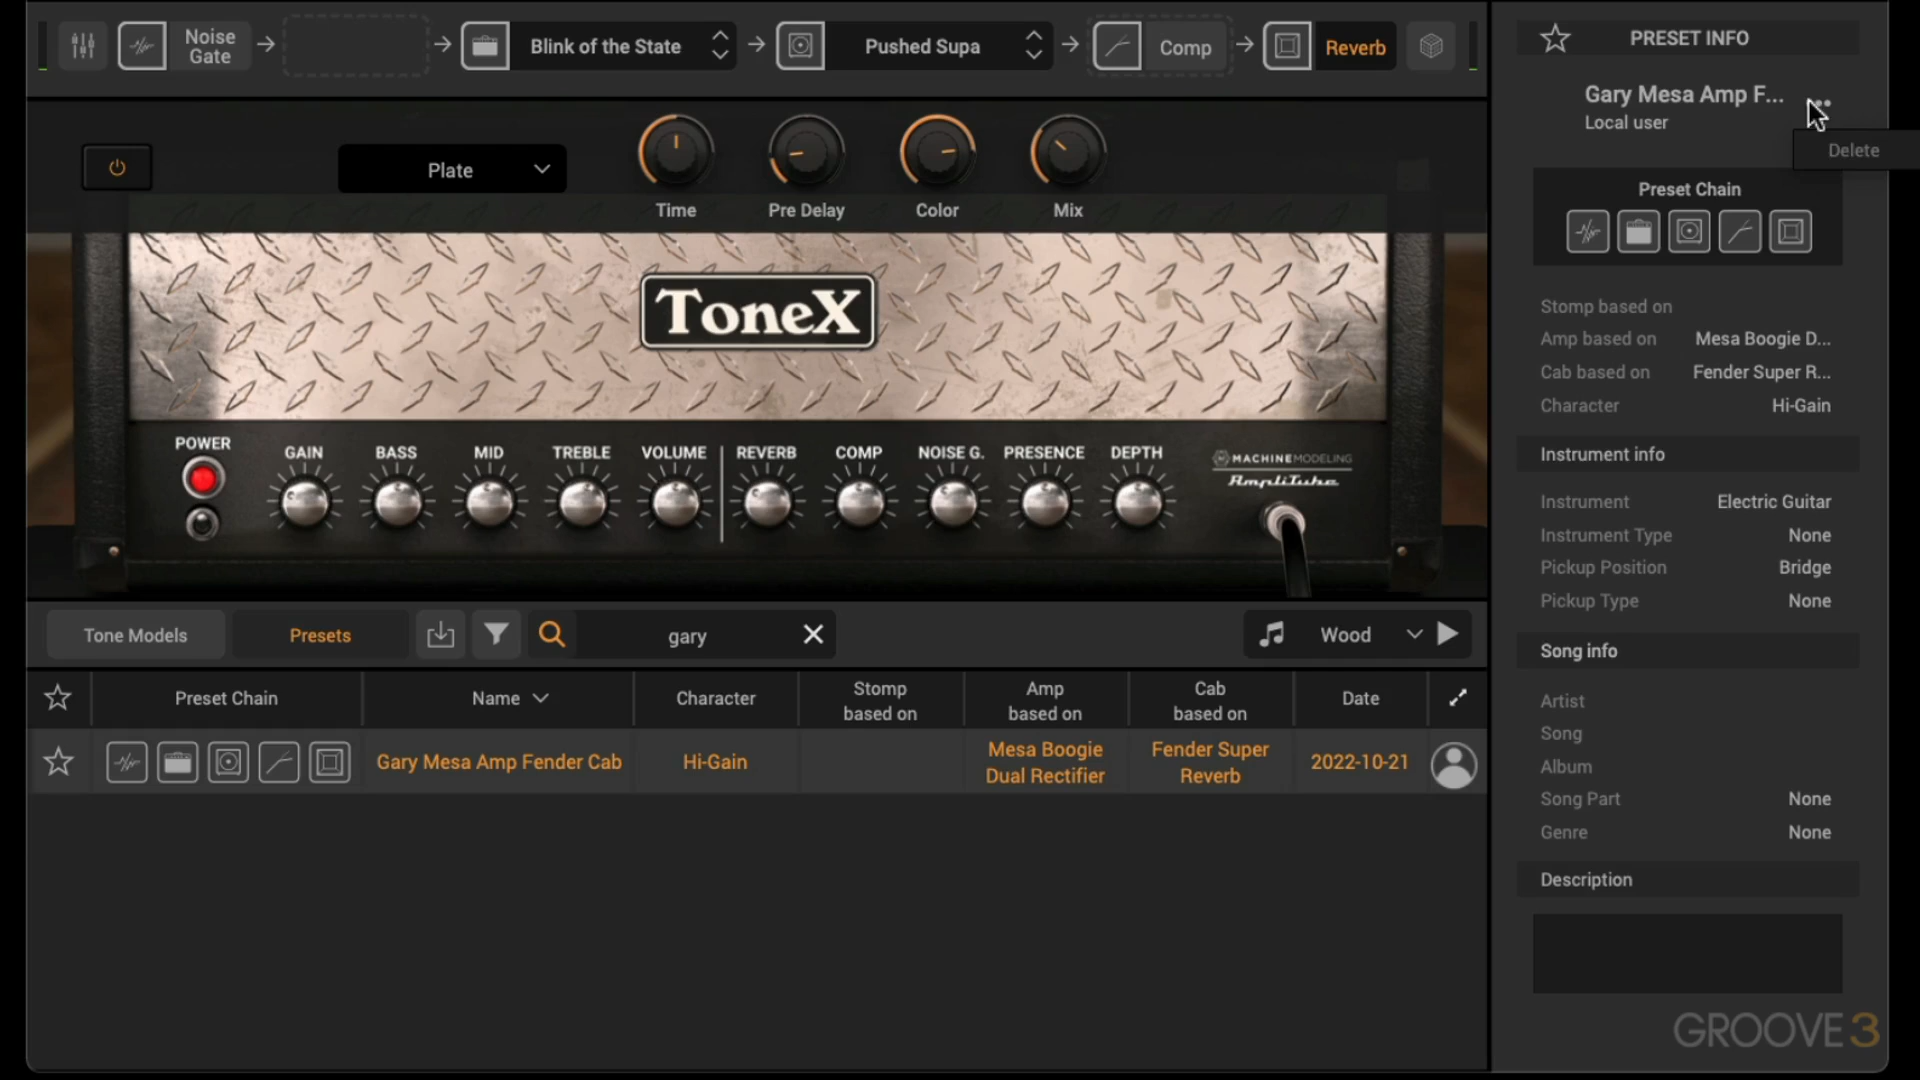 Noise
Gate
Blink of the State
Pushed Supa
Comp
Reverb
PRESET INFO
Gary Mesa Amp F...
Local user
Delete
Plate
Time
Pre Delay
Color
Mix
Preset Chain
ToneX
Stomp based on
Amp based on Mesa Boogie D...
Cab based on Fender Super R...
Character Hi-Gain
POWER
GAIN
BASS
MID
TREBLE
VOLUME
REVERB
COMP
NOISE G.
PRESENCE
DEPTH
MACHINE MODELING
AmpliTube
Instrument info
Instrument Electric Guitar
Instrument Type None
Pickup Position Bridge
Pickup Type None
Tone Models
Presets
gary
Wood
Song info
Artist
Song
Album
Song Part None
Genre None
Description
Preset Chain
Name
Character
Stomp
based on
Amp
based on
Cab
based on
Date
Gary Mesa Amp Fender Cab
Hi-Gain
Mesa Boogie
Dual Rectifier
Fender Super
Reverb
2022-10-21
GROOVE3